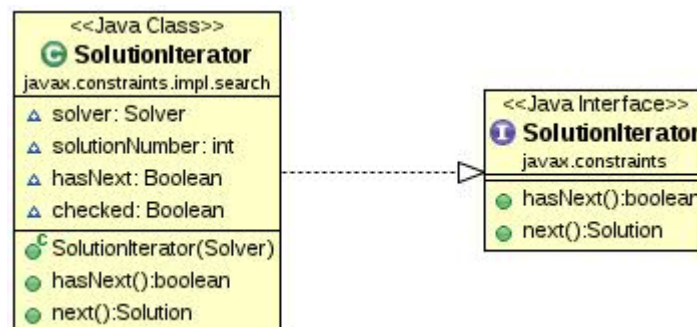 <<Java Class>>
C SolutionIterator
javax.constraints.impl.search
solver: Solver
solutionNumber: int
hasNext: Boolean
checked: Boolean
C SolutionIterator(Solver)
hasNext():boolean
next():Solution
<<Java Interface>>
I SolutionIterator
javax.constraints
hasNext():boolean
next():Solution